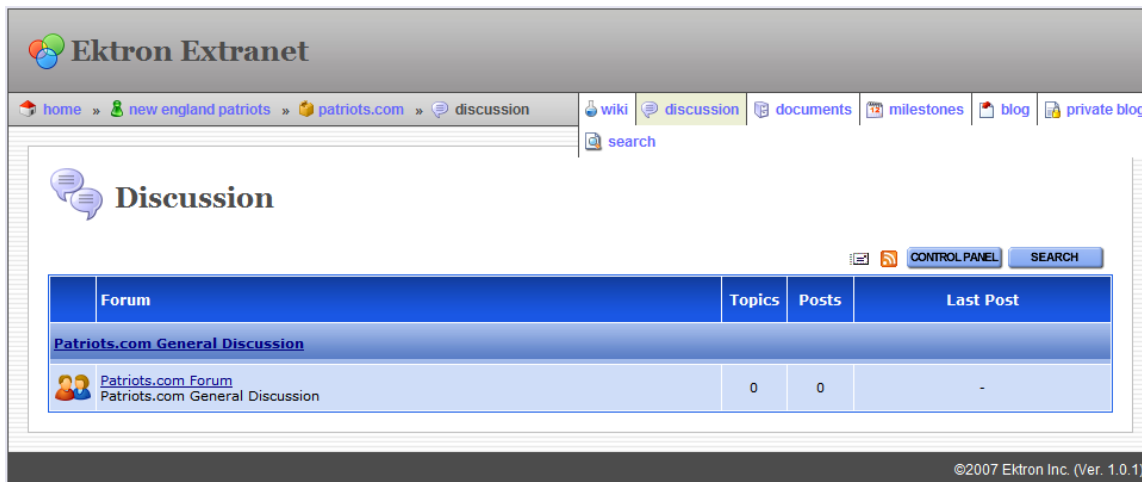 Ektron Extranet
home » new england patriots » patriots.com » discussion
wiki discussion documents milestones blog private blog
search
Discussion
CONTROL PANEL SEARCH
Forum Topics Posts Last Post
Patriots.com General Discussion
Patriots.com Forum 0 0 -
Patriots.com General Discussion
©2007 Ektron Inc. (Ver. 1.0.1)